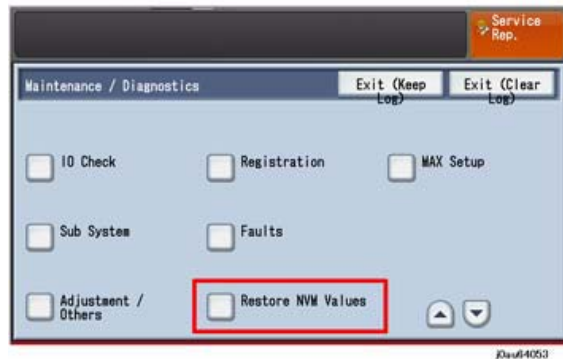 Service
Rep.
Maintenance / Diagnostics
Exit (Keep
Log)
Exit (Clear
Log)
IO Check
Registration
MAX Setup
Sub System
Faults
Adjustment /
Others
Restore NVM Values
j0au64053